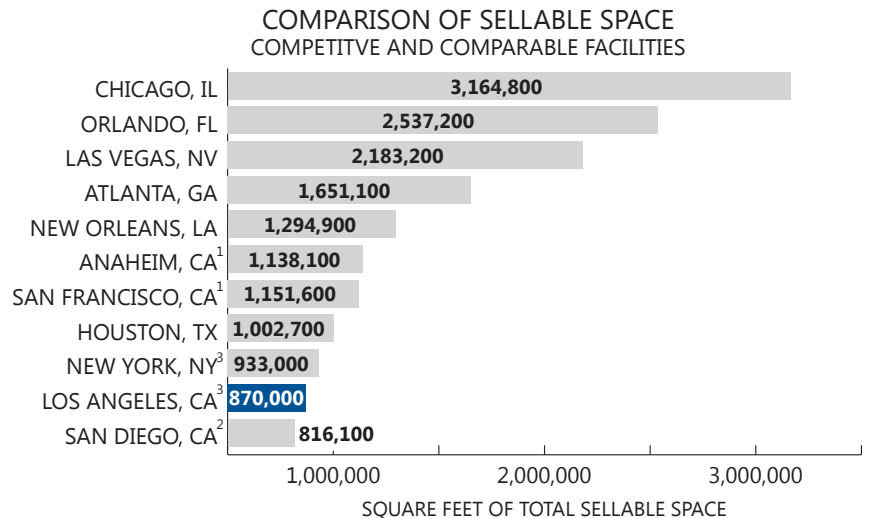 COMPARISON OF SELLABLE SPACE
COMPETITVE AND COMPARABLE FACILITIES
CHICAGO, IL 3,164,800
ORLANDO, FL 2,537,200
LAS VEGAS, NV 2,183,200
ATLANTA, GA 1,651,100
NEW ORLEANS, LA 1,294,900
ANAHEIM, CA¹ 1,138,100
SAN FRANCISCO, CA¹ 1,151,600
HOUSTON, TX 1,002,700
NEW YORK, NY³ 933,000
LOS ANGELES, CA³ 870,000
SAN DIEGO, CA² 816,100
1,000,000 2,000,000 3,000,000
SQUARE FEET OF TOTAL SELLABLE SPACE